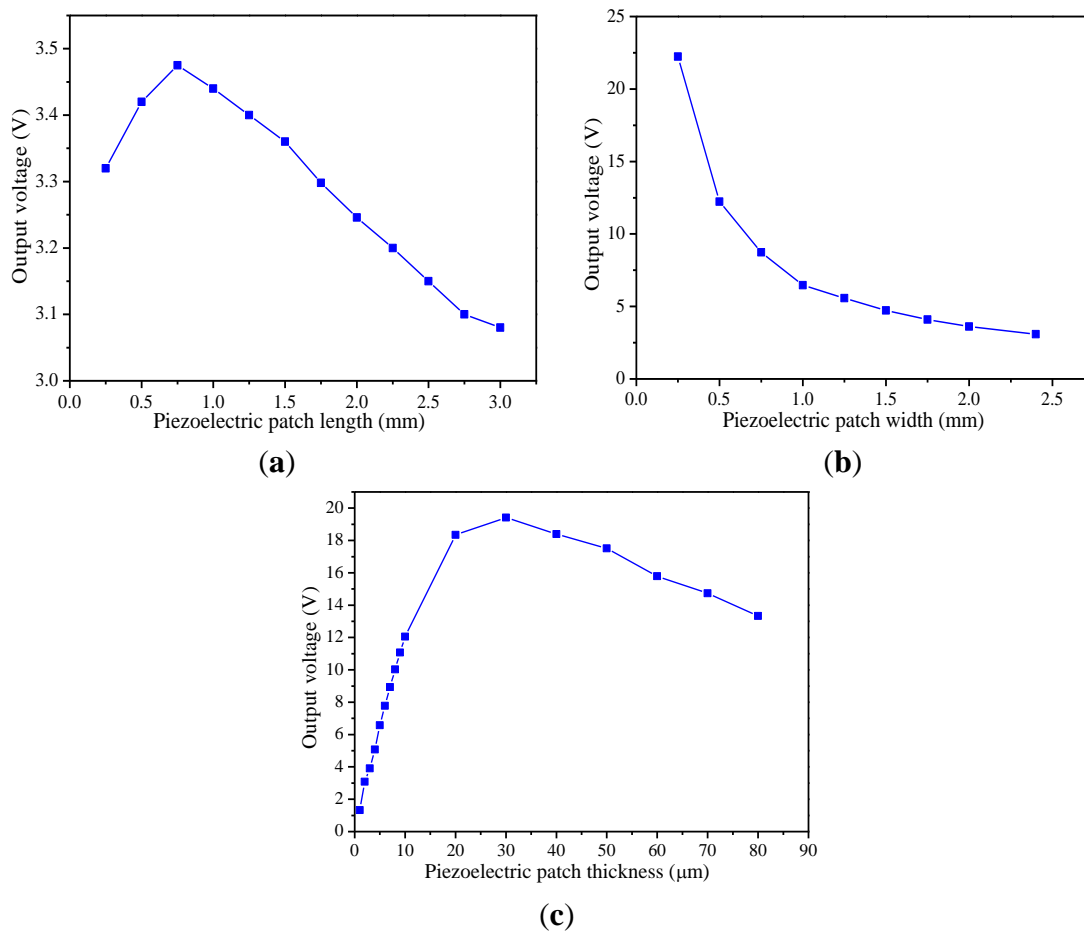 3.5
3.4
3.3
3.2
3.1
3.0
Output voltage (V)
0.0 0.5 1.0 1.5 2.0 2.5 3.0
Piezoelectric patch length (mm)
(a)
25
20
15
10
5
0
Output voltage (V)
0.0 0.5 1.0 1.5 2.0 2.5
Piezoelectric patch width (mm)
(b)
20
18
16
14
12
10
8
6
4
2
0
Output voltage (V)
0 10 20 30 40 50 60 70 80 90
Piezoelectric patch thickness (μm)
(c)